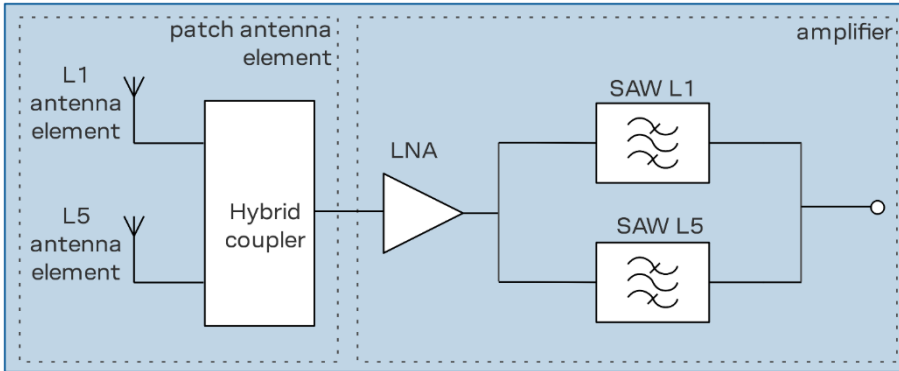 patch antenna
element
amplifier
L1
antenna
element
SAW L1
LNA
L5
antenna
element
Hybrid
coupler
SAW L5